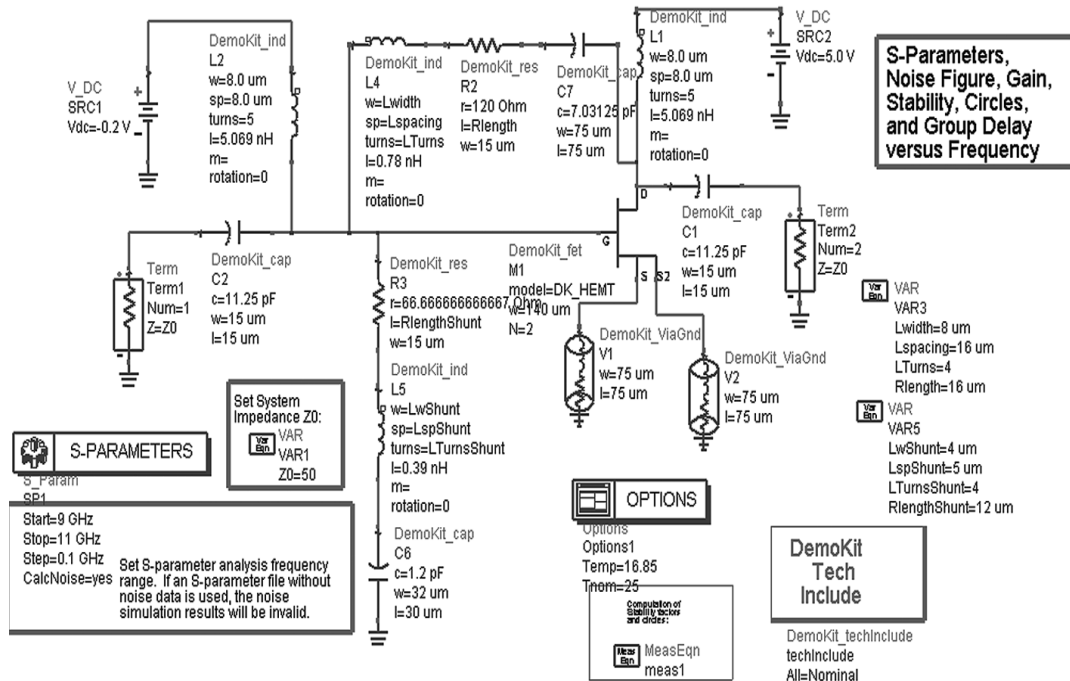 V_DC
SRC1
Vdc=-0.2 V
DemoKit_ind
L2
w=8.0 um
sp=8.0 um
turns=5
l=5.069 nH
m=
rotation=0
DemoKit_ind
L4
w=Lwidth
sp=Lspacing
turns=LTurns
l=0.78 nH
m=
rotation=0
DemoKit_res
R2
r=120 Ohm
l=Rlength
w=15 um
DemoKit_cap
C7
c=7.03125 pF
w=75 um
l=75 um
DemoKit_ind
L1
w=8.0 um
sp=8.0 um
turns=5
l=5.069 nH
m=
rotation=0
V_DC
SRC2
Vdc=5.0 V
S-Parameters,
Noise Figure, Gain,
Stability, Circles,
and Group Delay
versus Frequency
Term
Term1
Num=1
Z=Z0
DemoKit_cap
C2
c=11.25 pF
w=15 um
l=15 um
DemoKit_res
R3
r=66.666666666667 Ohm
l=RlengthShunt
w=15 um
DemoKit_ind
L5
w=LwShunt
sp=LspShunt
turns=LTurnsShunt
l=0.39 nH
m=
rotation=0
DemoKit_cap
C6
c=1.2 pF
w=32 um
l=30 um
G
D
S
S2
DemoKit_fet
M1
model=DK_HEMT
w=140 um
N=2
DemoKit_cap
C1
c=11.25 pF
w=15 um
l=15 um
Term
Term2
Num=2
Z=Z0
DemoKit_ViaGnd
V1
w=75 um
l=75 um
DemoKit_ViaGnd
V2
w=75 um
l=75 um
Var
Eqn
VAR
VAR3
Lwidth=8 um
Lspacing=16 um
LTurns=4
Rlength=16 um
Var
Eqn
VAR
VAR5
LwShunt=4 um
LspShunt=5 um
LTurnsShunt=4
RlengthShunt=12 um
Set System
Impedance Z0:
Var
Eqn
VAR
VAR1
Z0=50
S-PARAMETERS
S_Param
SP1
Start=9 GHz
Stop=11 GHz
Step=0.1 GHz
CalcNoise=yes
Set S-parameter analysis frequency
range. If an S-parameter file without
noise data is used, the noise
simulation results will be invalid.
OPTIONS
Options
Options1
Temp=16.85
Tnom=25
Computation of
Stability factors
and circles:
Meas
Eqn
MeasEqn
meas1
DemoKit
Tech
Include
DemoKit_techInclude
techInclude
All=Nominal